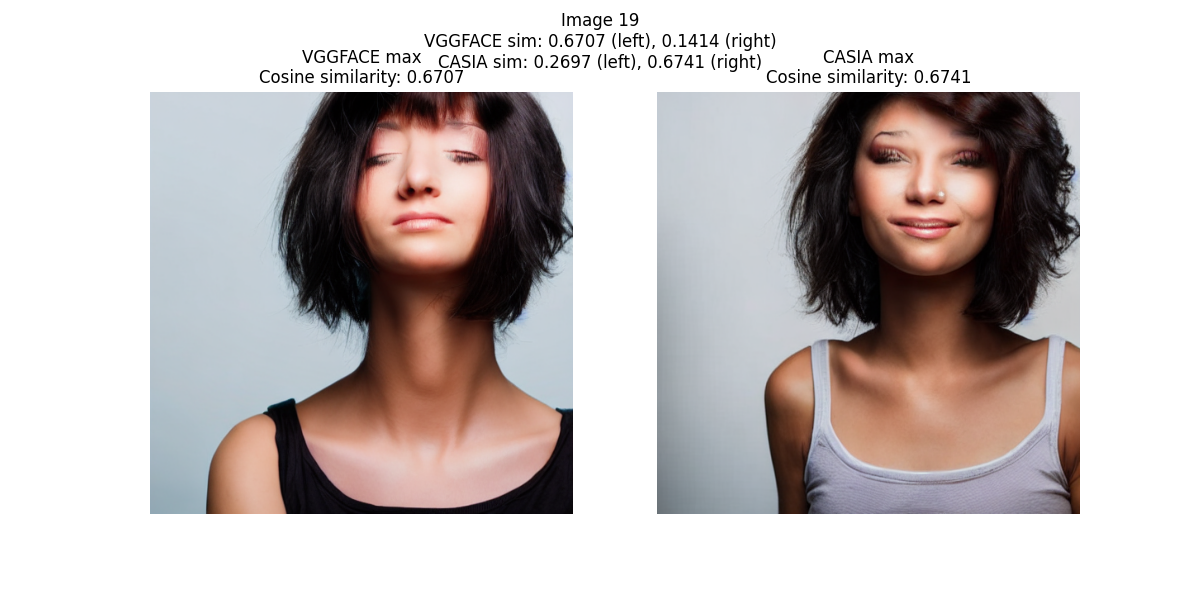 Image 19
VGGFACE sim: 0.6707 (left), 0.1414 (right)
CASIA sim: 0.2697 (left), 0.6741 (right)
VGGFACE max
Cosine similarity: 0.6707
CASIA max
Cosine similarity: 0.6741